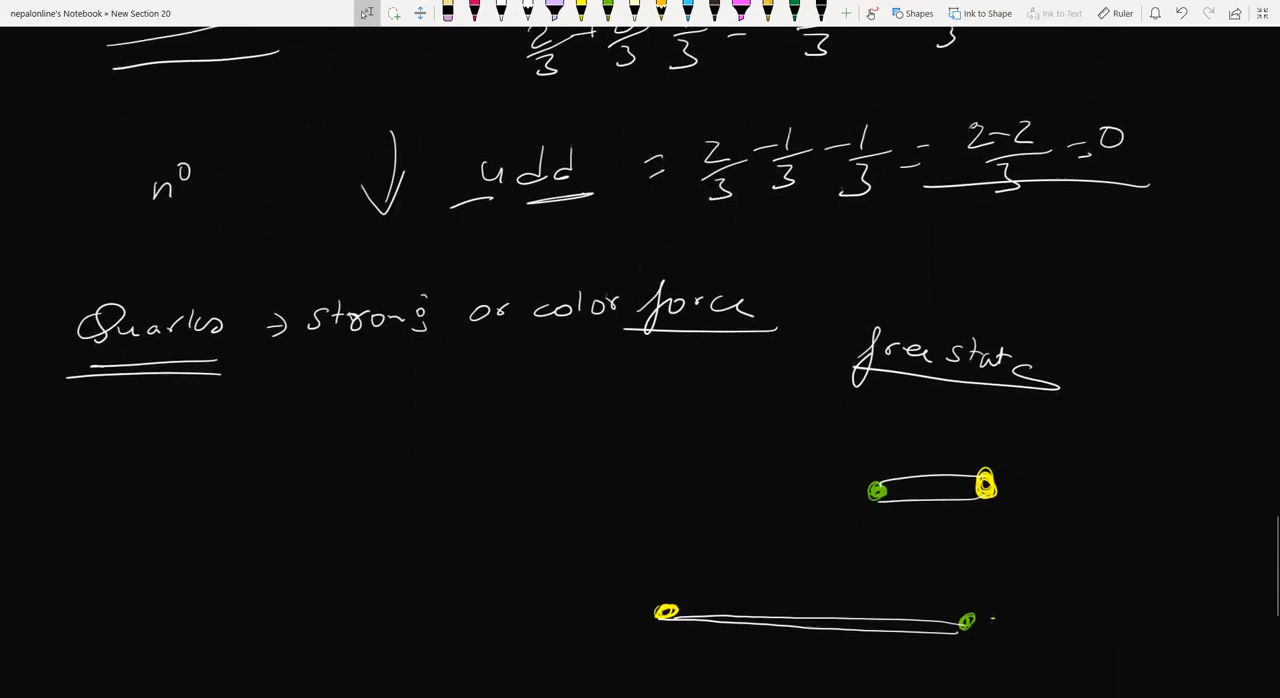 nepalonline's Notebook » New Section 20
Shapes Ink to Shape Ink to Text Ruler
n⁰ udd = 2/3 -1/3 -1/3 = 2-2/3 = 0
Quarks → strong or color force
free state